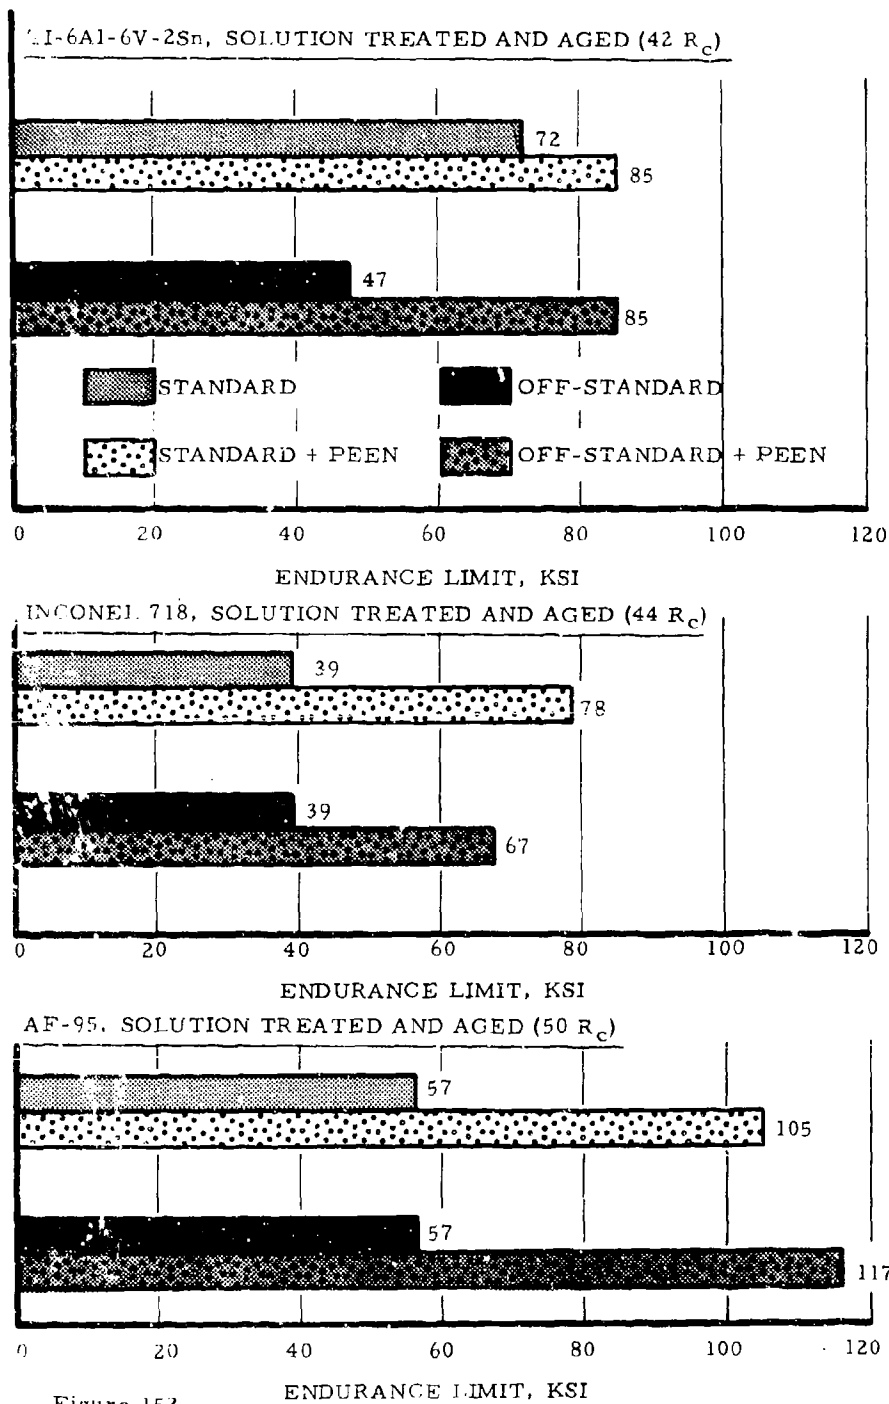 TI-6Al-6V-2Sn, SOLUTION TREATED AND AGED (42 Rc)
72
85
47
85
STANDARD
OFF-STANDARD
STANDARD + PEEN
OFF-STANDARD + PEEN
0 20 40 60 80 100 120
ENDURANCE LIMIT, KSI
INCONEL 718, SOLUTION TREATED AND AGED (44 Rc)
39
78
39
67
0 20 40 60 80 100 120
ENDURANCE LIMIT, KSI
AF-95, SOLUTION TREATED AND AGED (50 Rc)
57
105
57
117
0 20 40 60 80 100 120
ENDURANCE LIMIT, KSI
Figure 152